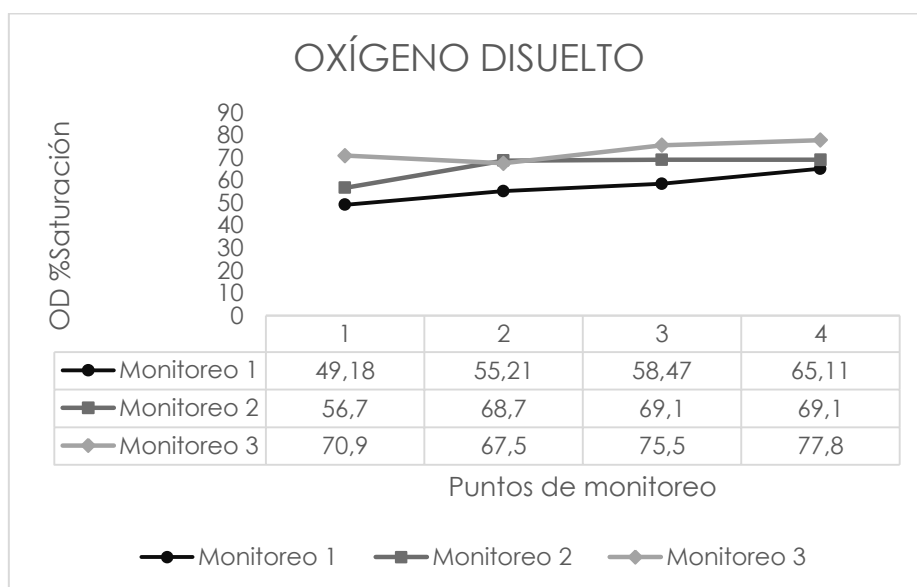 OXÍGENO DISUELTO
OD %Saturación
90
80
70
60
50
40
30
20
10
0
1 2 3 4
Monitoreo 1 49,18 55,21 58,47 65,11
Monitoreo 2 56,7 68,7 69,1 69,1
Monitoreo 3 70,9 67,5 75,5 77,8
Puntos de monitoreo
Monitoreo 1 Monitoreo 2 Monitoreo 3